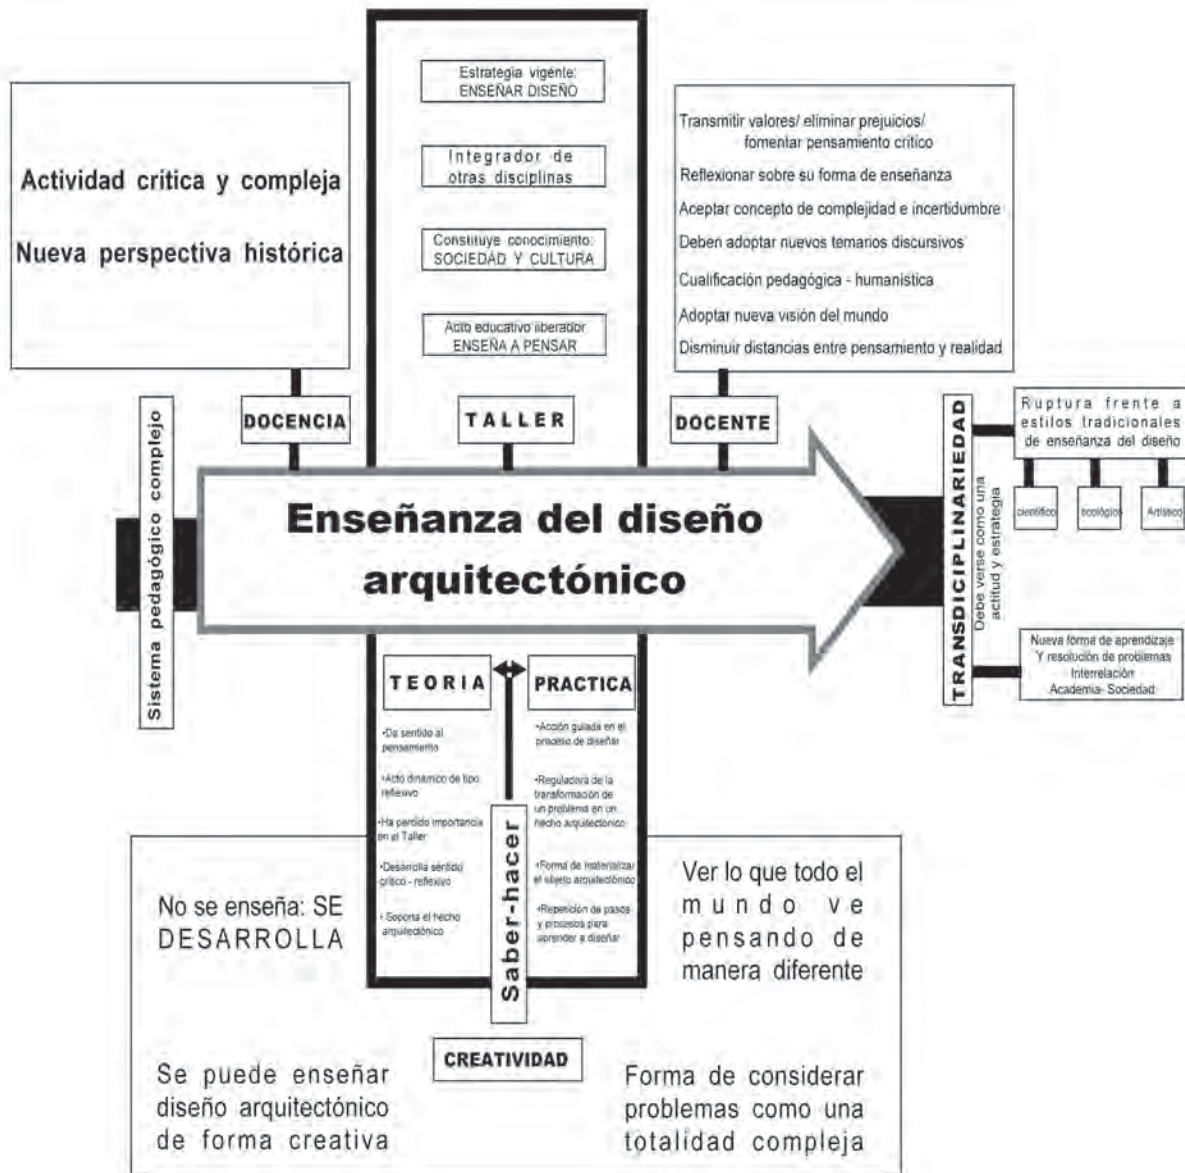 Estrategia vigente:
ENSEÑAR DISEÑO
Integrador de
otras disciplinas
Constituye conocimiento:
SOCIEDAD Y CULTURA
Acto educativo liberador
ENSEÑA A PENSAR
Actividad crítica y compleja
Nueva perspectiva histórica
Transmitir valores/ eliminar prejuicios/
fomentar pensamiento crítico
Reflexionar sobre su forma de enseñanza
Aceptar concepto de complejidad e incertidumbre
Deben adoptar nuevos temarios discursivos
Cualificación pedagógica - humanística
Adoptar nueva visión del mundo
Disminuir distancias entre pensamiento y realidad
DOCENCIA
TALLER
DOCENTE
Sistema pedagógico complejo
Enseñanza del diseño
arquitectónico
TRANSDICIPLINARIEDAD
Debe verse como una
actitud y estrategia
Ruptura frente a
estilos tradicionales
de enseñanza del diseño
científico
ecológico
Artístico
Nueva forma de aprendizaje
Y resolución de problemas
Interrelación
Academia- Sociedad
TEORIA
PRACTICA
•Da sentido al
pensamiento
•Acto dinámico de tipo
reflexivo
•Ha perdido importancia
en el Taller
•Desarrolla sentido
crítico - reflexivo
• Soporta el hecho
arquitectónico
•Acción guiada en el
proceso de diseñar
•Reguladora de la
transformación de
un problema en un
hecho arquitectónico
•Forma de materializar
el objeto arquitectónico
•Repetición de pasos
y procesos para
aprender a diseñar
Saber-hacer
CREATIVIDAD
No se enseña: SE
DESARROLLA
Ver lo que todo el
mundo ve
pensando de
manera diferente
Se puede enseñar
diseño arquitectónico
de forma creativa
Forma de considerar
problemas como una
totalidad compleja